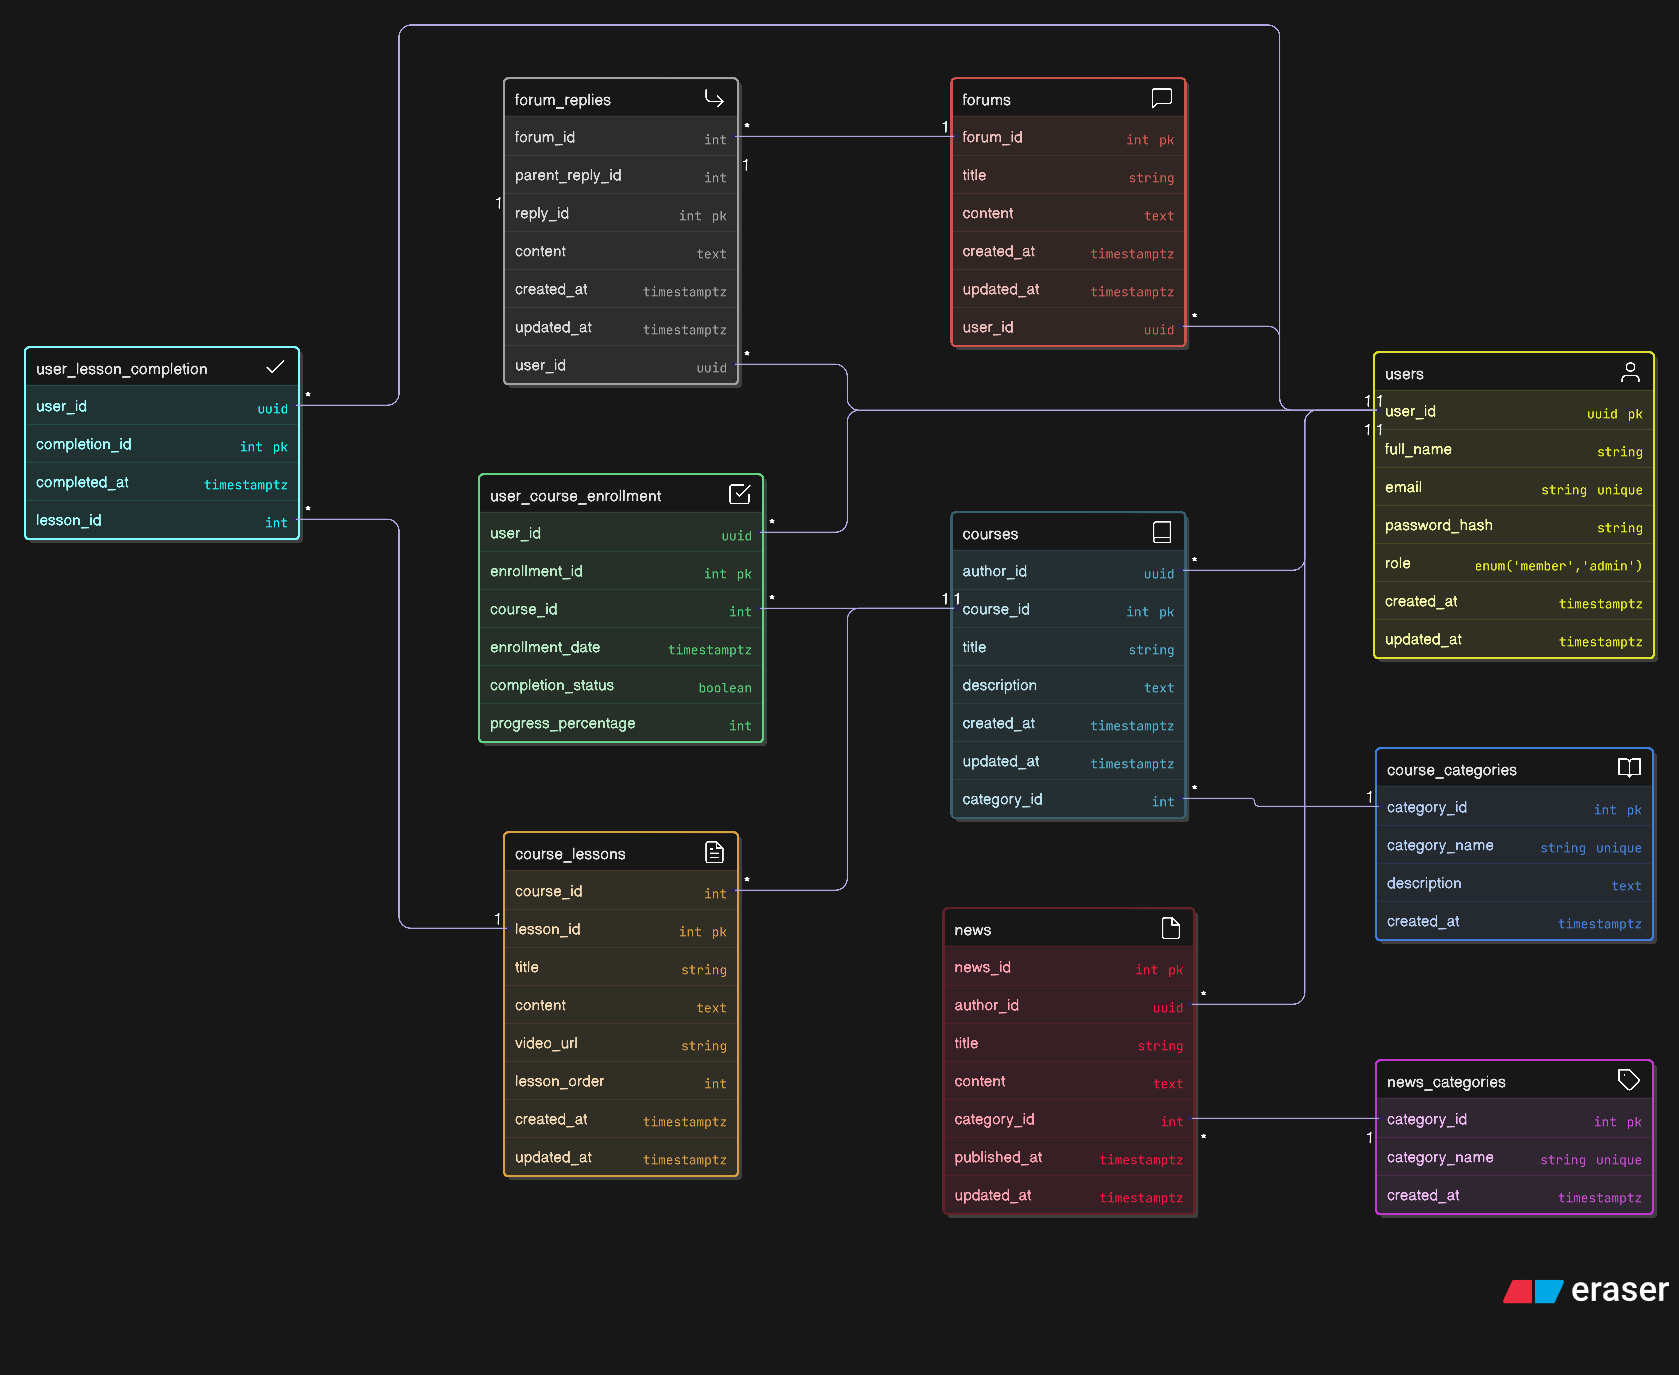 forum_replies
forum_id int
parent_reply_id int
reply_id int pk
content text
created_at timestamptz
updated_at timestamptz
user_id uuid
* 1
1
1
*
forums
forum_id int pk
title string
content text
created_at timestamptz
updated_at timestamptz
user_id uuid
*
user_lesson_completion
user_id uuid
completion_id int pk
completed_at timestamptz
lesson_id int
*
*
users
user_id uuid pk
full_name string
email string unique
password_hash string
role enum('member','admin')
created_at timestamptz
updated_at timestamptz
1 1
1 1
user_course_enrollment
user_id uuid
enrollment_id int pk
course_id int
enrollment_date timestamptz
completion_status boolean
progress_percentage int
*
* 1 1
courses
author_id uuid
course_id int pk
title string
description text
created_at timestamptz
updated_at timestamptz
category_id int
*
* 1
course_categories
category_id int pk
category_name string unique
description text
created_at timestamptz
course_lessons
course_id int
lesson_id int pk
title string
content text
video_url string
lesson_order int
created_at timestamptz
updated_at timestamptz
*
1
news
news_id int pk
author_id uuid
title string
content text
category_id int
published_at timestamptz
updated_at timestamptz
*
* 1
news_categories
category_id int pk
category_name string unique
created_at timestamptz
eraser